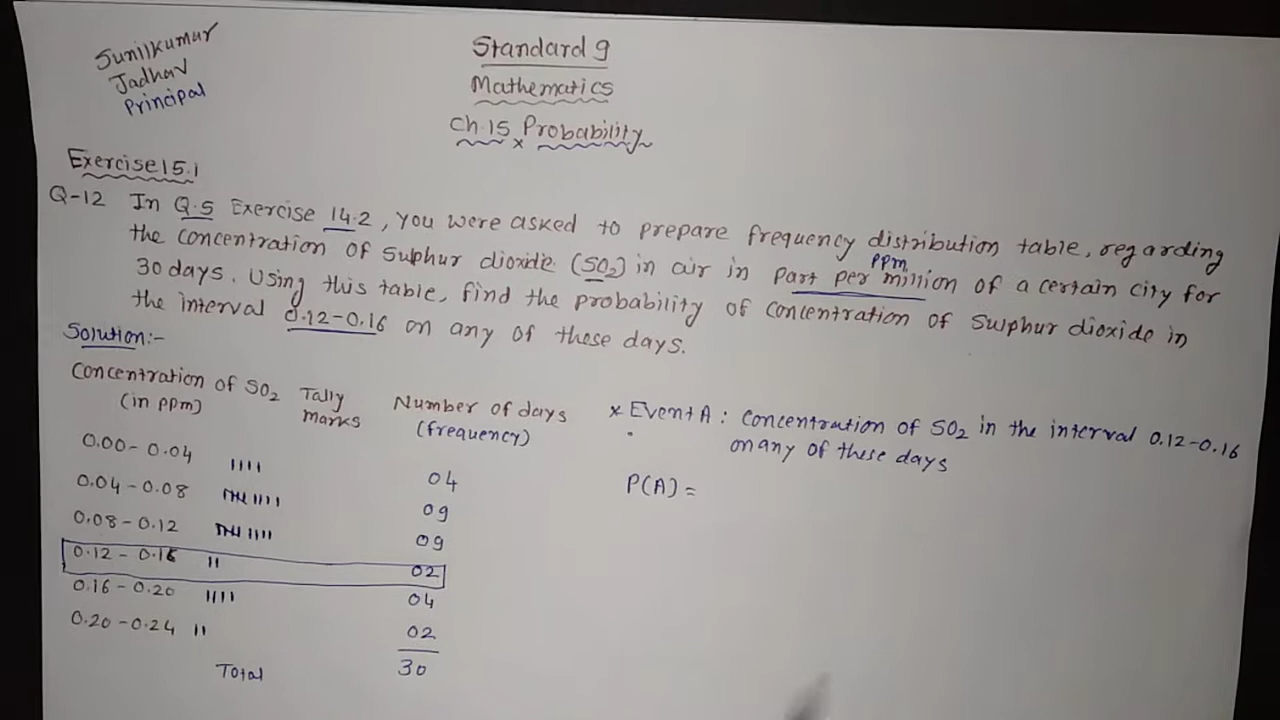 Sunilkumar
Jadhav
Principal
Standard 9
Mathematics
Ch.15 Probability
x
Exercise 15.1
Q-12 In Q.5 Exercise 14.2, you were asked to prepare frequency distribution table, regarding
the concentration of Sulphur dioxide (SO2) in air in part per million of a certain city for
ppm
30 days. Using this table, find the probability of concentration of Sulphur dioxide in
the interval 0.12-0.16 on any of these days.
Solution:-
Concentration of SO2 Tally Number of days
(in ppm) marks (frequency)
0.00-0.04 |||| 04
0.04-0.08 𝍸 |||| 09
0.08-0.12 𝍸 |||| 09
0.12-0.16 || 02
0.16-0.20 |||| 04
0.20-0.24 || 02
Total 30
x Event A : Concentration of SO2 in the interval 0.12-0.16
on any of these days
P(A) =